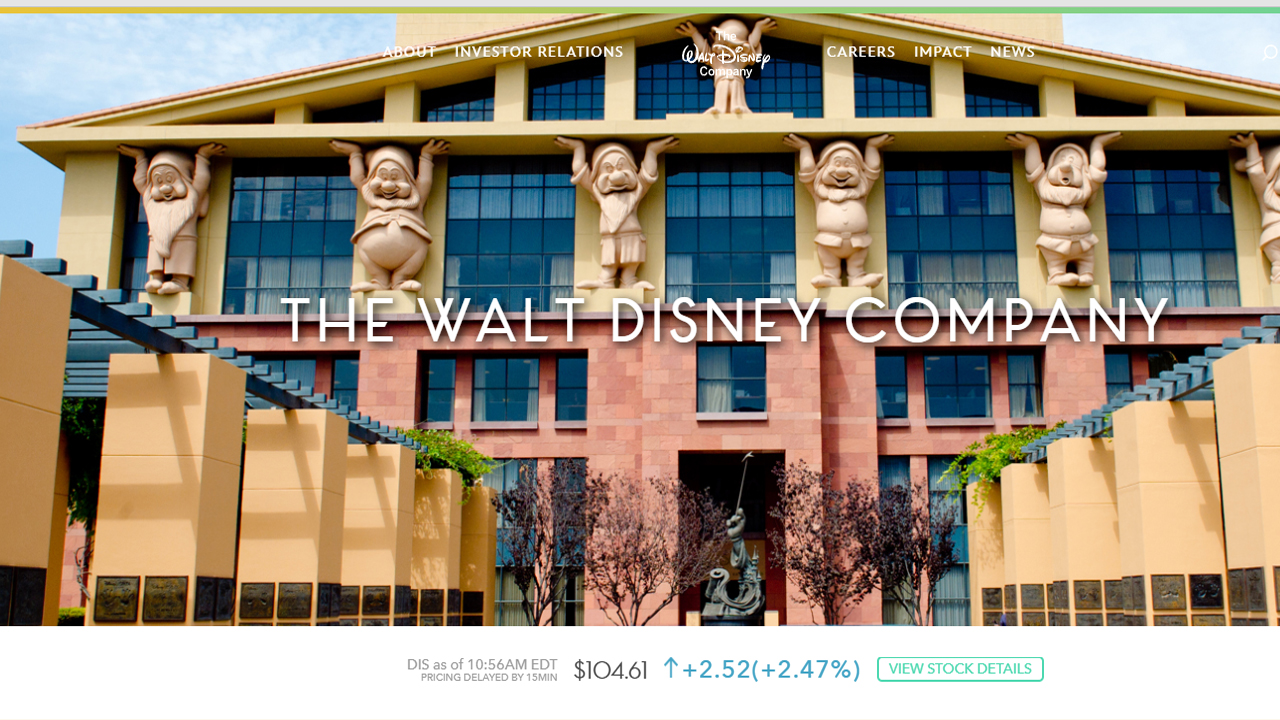 ABOUT INVESTOR RELATIONS
The
Walt Disney
Company
CAREERS IMPACT NEWS
THE WALT DISNEY COMPANY
DIS as of 10:56AM EDT
PRICING DELAYED BY 15MIN
$104.61
↑+2.52(+2.47%)
VIEW STOCK DETAILS